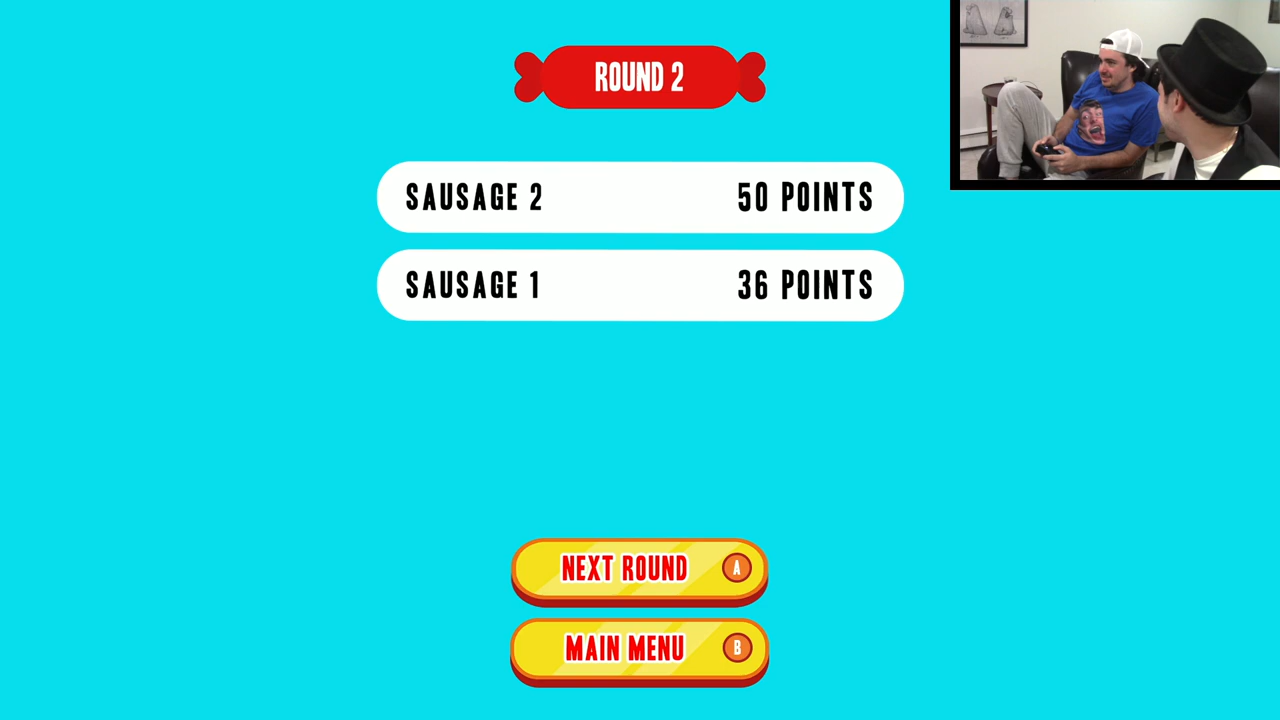 ROUND 2
SAUSAGE 2 50 POINTS
SAUSAGE 1 36 POINTS
NEXT ROUND A
MAIN MENU B